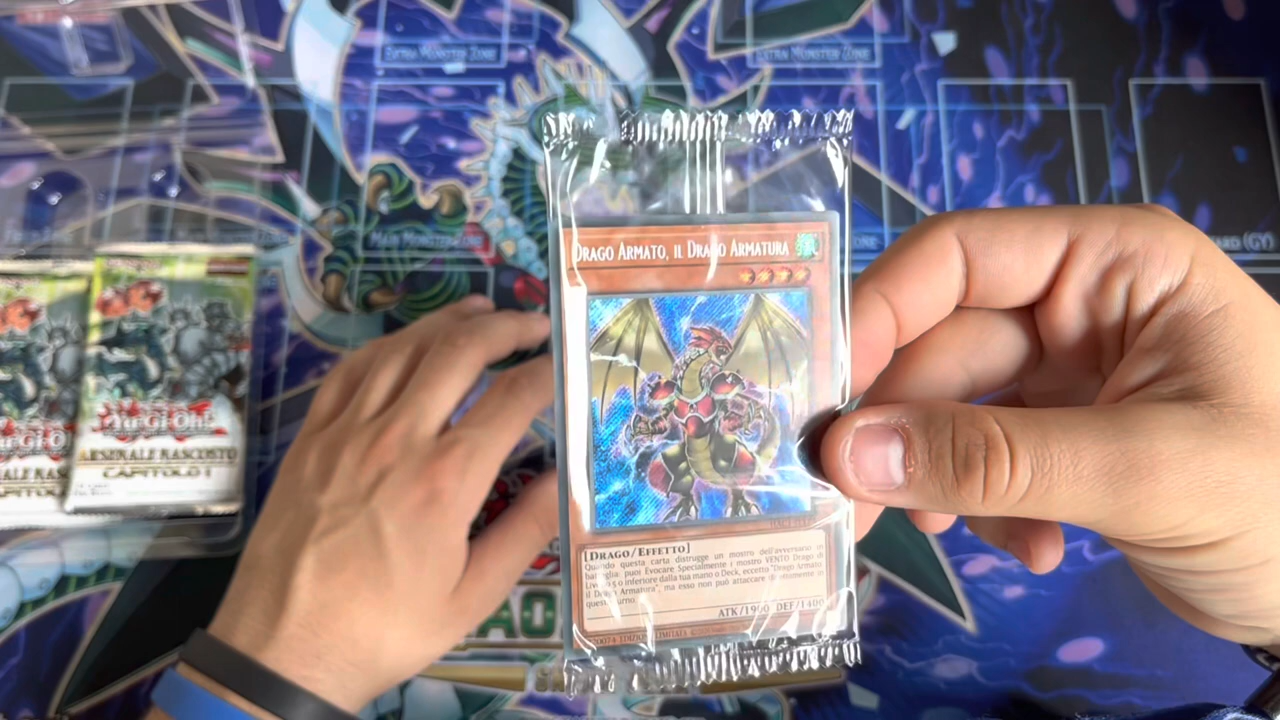 EXTRA MONSTER ZONE
EXTRA MONSTER ZONE
MAIN MONSTER ZONE
(GY)
DRAGO ARMATO, IL DRAGO ARMATURA
[DRAGO/EFFETTO]
Quando questa carta distrugge un mostro dell'avversario in
battaglia: puoi Evocare Specialmente 1 mostro VENTO Drago di
Livello 5 o inferiore dalla tua mano o Deck, eccetto "Drago Armato,
il Drago Armatura", ma esso non può attaccare direttamente in
questo turno.
ATK/1900 DEF/1400
EDIZIONE LIMITATA
Yu-Gi-Oh!
ARSENALE NASCOSTO
CAPITOLO 1